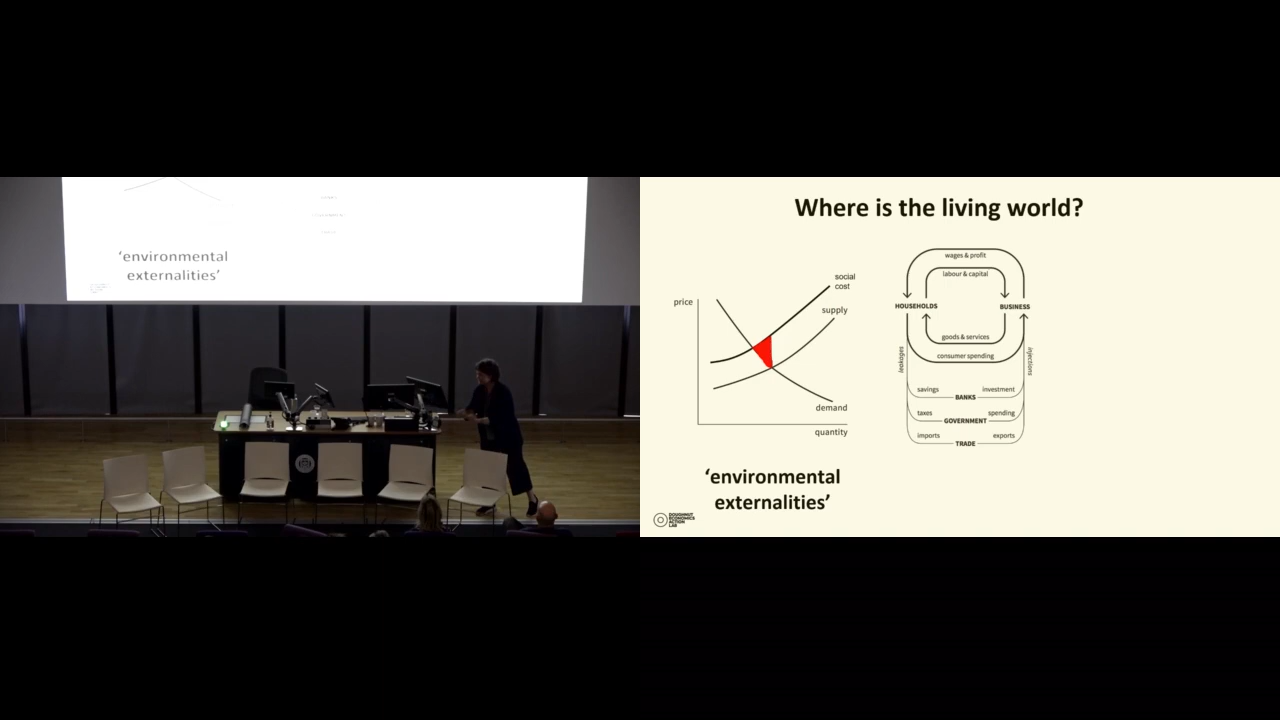 ‘environmental
externalities’
Where is the living world?
price
social
cost
supply
demand
quantity
‘environmental
externalities’
wages & profit
labour & capital
HOUSEHOLDS
BUSINESS
goods & services
consumer spending
leakages
injections
savings
investment
BANKS
taxes
spending
GOVERNMENT
imports
exports
TRADE
DOUGHNUT
ECONOMICS
ACTION
LAB